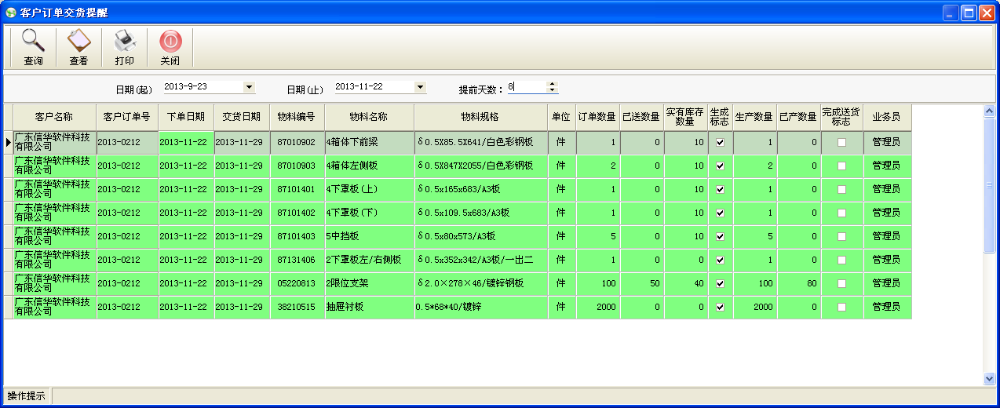 客户订单交货提醒
查询 查看 打印 关闭
日期(起) 2013-9-23 日期(止) 2013-11-22 提前天数： 8
客户名称 客户订单号 下单日期 交货日期 物料编号 物料名称 物料规格 单位 订单数量 已送数量 实有库存数量 生成标志 生产数量 已产数量 完成送货标志 业务员
广东信华软件科技有限公司 2013-0212 2013-11-22 2013-11-29 87010902 4箱体下前梁 δ0.5X85.5X641/白色彩钢板 件 1 0 10 1 0 管理员
广东信华软件科技有限公司 2013-0212 2013-11-22 2013-11-29 87010903 4箱体左侧板 δ0.5X847X2055/白色彩钢板 件 2 0 10 2 0 管理员
广东信华软件科技有限公司 2013-0212 2013-11-22 2013-11-29 87101401 4下罩板(上) δ0.5x165x683/A3板 件 1 0 10 1 0 管理员
广东信华软件科技有限公司 2013-0212 2013-11-22 2013-11-29 87101402 4下罩板(下) δ0.5x109.5x683/A3板 件 1 0 10 1 0 管理员
广东信华软件科技有限公司 2013-0212 2013-11-22 2013-11-29 87101403 5中挡板 δ0.5x80x573/A3板 件 5 0 10 5 0 管理员
广东信华软件科技有限公司 2013-0212 2013-11-22 2013-11-29 87131406 2下罩板左/右侧板 δ0.5x352x342/A3板/一出二 件 1 0 0 1 0 管理员
广东信华软件科技有限公司 2013-0212 2013-11-22 2013-11-29 05220813 2限位支架 δ2.0×278×46/镀锌钢板 件 100 50 40 100 80 管理员
广东信华软件科技有限公司 2013-0212 2013-11-22 2013-11-29 38210515 抽屉衬板 0.5*68*40/镀锌 件 2000 0 0 2000 0 管理员
操作提示